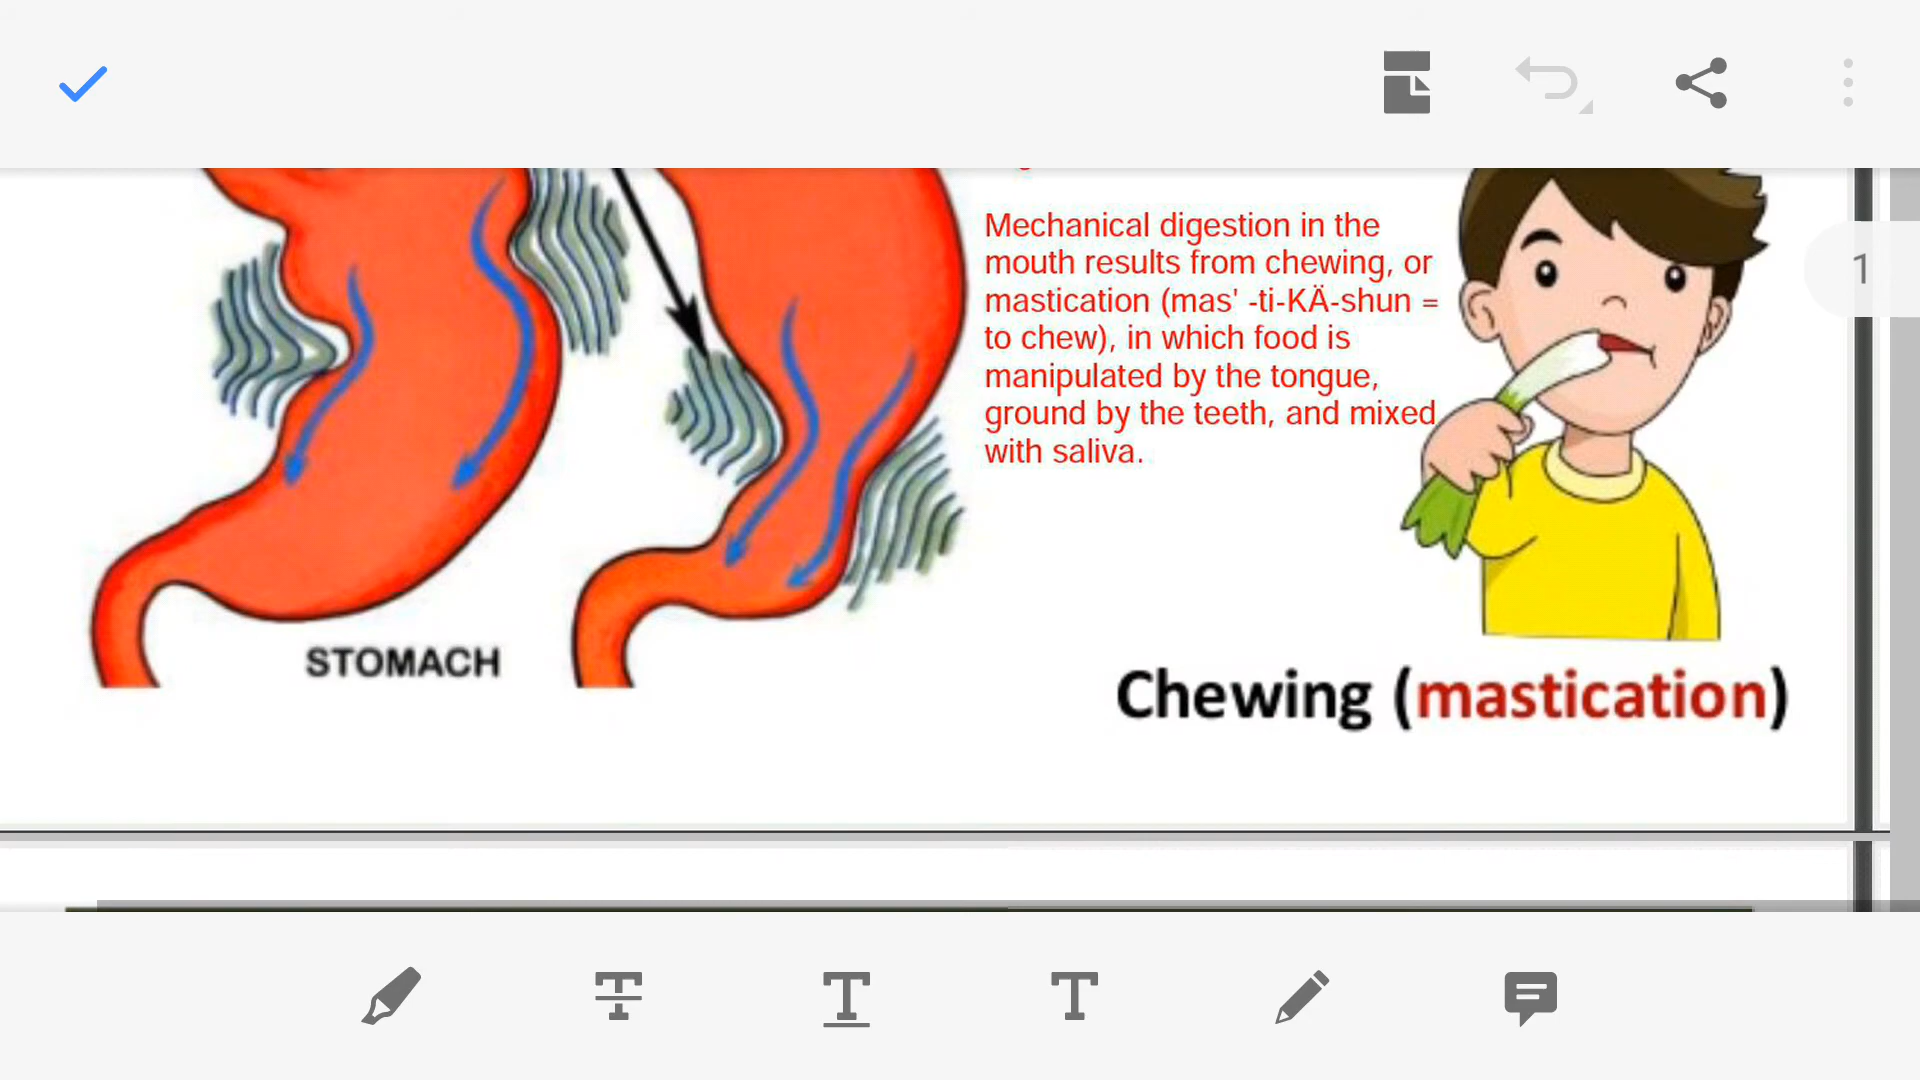 Mechanical digestion in the
mouth results from chewing, or
mastication (mas' -ti-KÄ-shun =
to chew), in which food is
manipulated by the tongue,
ground by the teeth, and mixed
with saliva.
1
STOMACH
Chewing (mastication)